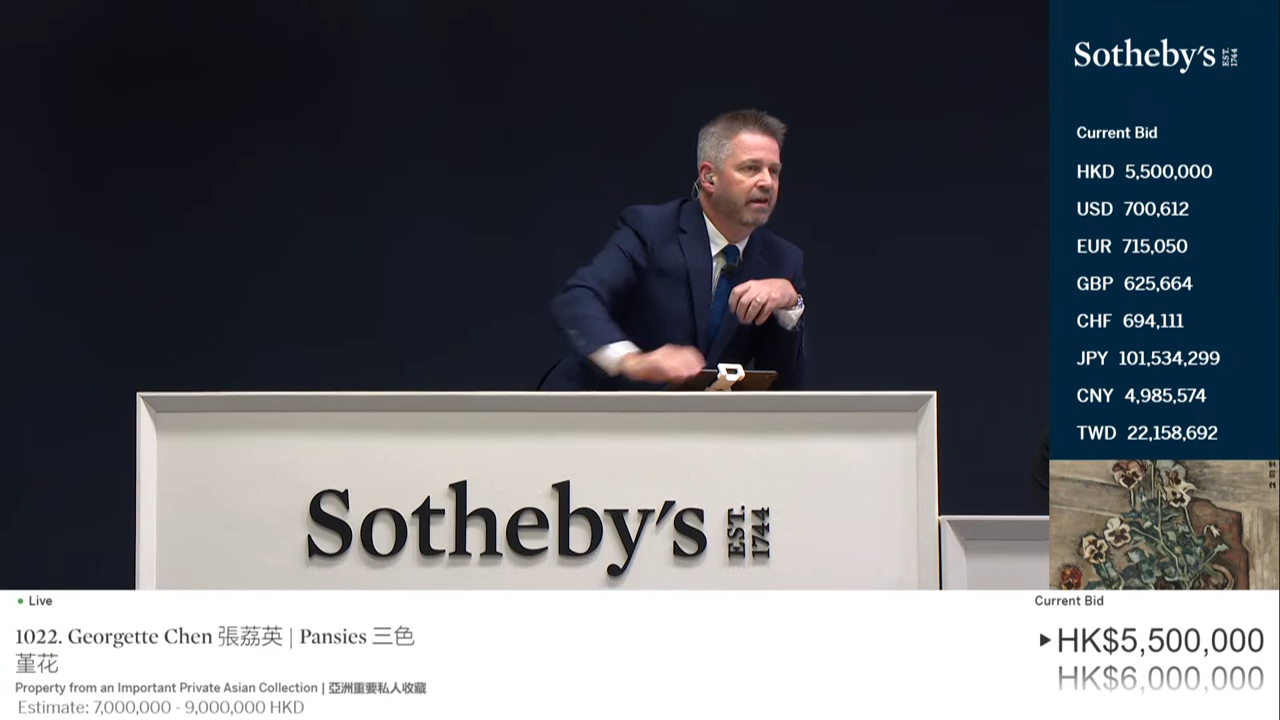 Sotheby's EST. 1744
Current Bid
HKD 5,500,000
USD 700,612
EUR 715,050
GBP 625,664
CHF 694,111
JPY 101,534,299
CNY 4,985,574
TWD 22,158,692
Sotheby's EST. 1744
Live
1022. Georgette Chen 張荔英 | Pansies 三色
堇花
Property from an Important Private Asian Collection | 亞洲重要私人收藏
Estimate: 7,000,000 - 9,000,000 HKD
Current Bid
HK$5,500,000
HK$6,000,000